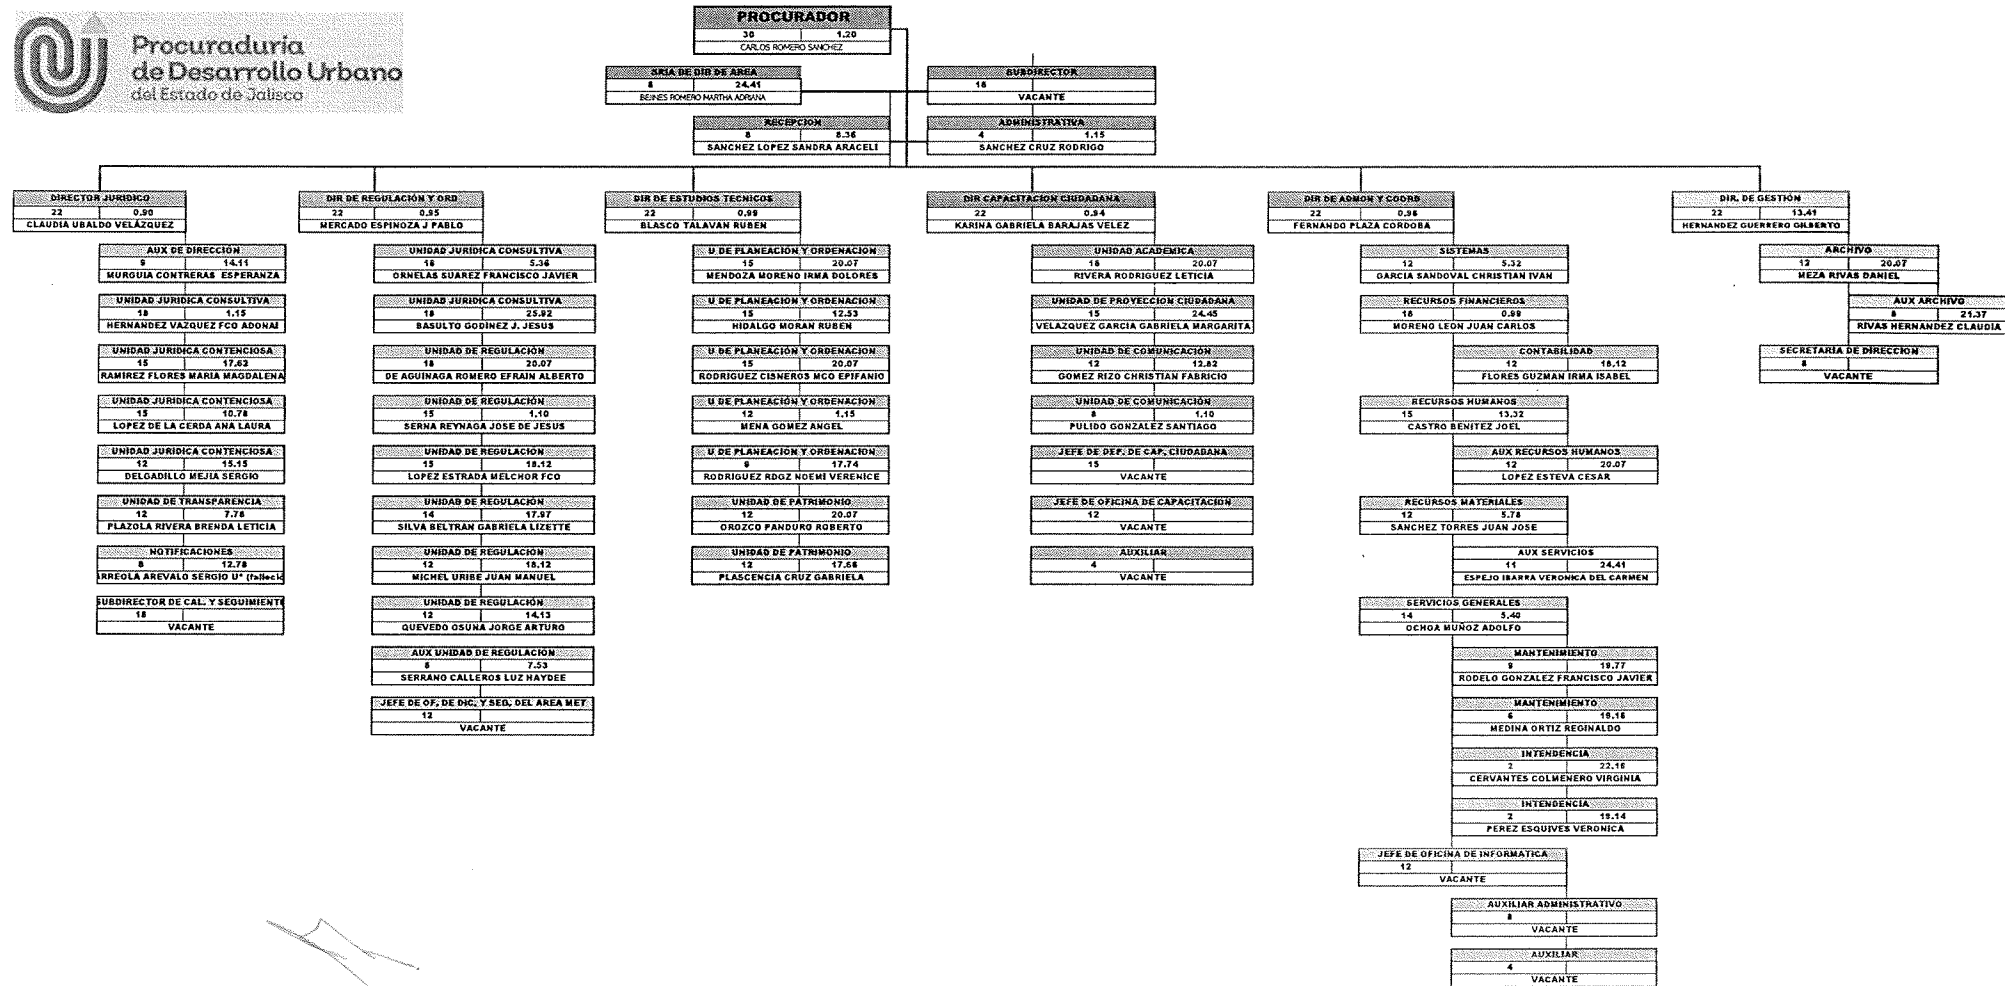 Procuraduría
de Desarrollo Urbano
del Estado de Jalisco
PROCURADOR
30 1.20
CARLOS ROMERO SANCHEZ
SRIA DE DIR DE AREA
8 24.41
BEJNES ROMERO MARTHA ADRIANA
SUBDIRECTOR
18
VACANTE
RECEPCION
8 8.36
SANCHEZ LOPEZ SANDRA ARACELI
ADMINISTRATIVA
4 1.15
SANCHEZ CRUZ RODRIGO
DIRECTOR JURIDICO
22 0.90
CLAUDIA UBALDO VELÁZQUEZ
AUX DE DIRECCIÓN
9 14.11
MURGUIA CONTRERAS ESPERANZA
UNIDAD JURIDICA CONSULTIVA
18 1.15
HERNANDEZ VAZQUEZ FCO ADONAI
UNIDAD JURIDICA CONTENCIOSA
15 17.63
RAMIREZ FLORES MARIA MAGDALENA
UNIDAD JURIDICA CONTENCIOSA
15 10.78
LOPEZ DE LA CERDA ANA LAURA
UNIDAD JURIDICA CONTENCIOSA
12 15.15
DELGADILLO MEJIA SERGIO
UNIDAD DE TRANSPARENCIA
12 7.78
PLAZOLA RIVERA BRENDA LETICIA
NOTIFICACIONES
8 12.78
RREOLA AREVALO SERGIO U* (fallecid
SUBDIRECTOR DE CAL. Y SEGUIMIENT
18
VACANTE
DIR DE REGULACIÓN Y ORD
22 0.95
MERCADO ESPINOZA J PABLO
UNIDAD JURIDICA CONSULTIVA
18 5.36
ORNELAS SUAREZ FRANCISCO JAVIER
UNIDAD JURIDICA CONSULTIVA
18 25.92
BASULTO GODINEZ J. JESUS
UNIDAD DE REGULACIÓN
18 20.07
DE AGUINAGA ROMERO EFRAIN ALBERTO
UNIDAD DE REGULACIÓN
15 1.10
SERNA REYNAGA JOSE DE JESUS
UNIDAD DE REGULACIÓN
15 18.12
LOPEZ ESTRADA MELCHOR FCO
UNIDAD DE REGULACIÓN
14 17.97
SILVA BELTRAN GABRIELA LIZETTE
UNIDAD DE REGULACIÓN
12 18.12
MICHEL URIBE JUAN MANUEL
UNIDAD DE REGULACIÓN
12 14.13
QUEVEDO OSUNA JORGE ARTURO
AUX UNIDAD DE REGULACIÓN
8 7.53
SERRANO CALLEROS LUZ HAYDEE
JEFE DE OF. DE DIC. Y SEG. DEL AREA MET
12
VACANTE
DIR DE ESTUDIOS TECNICOS
22 0.99
BLASCO TALAVAN RUBEN
U DE PLANEACIÓN Y ORDENACIÓN
15 20.07
MENDOZA MORENO IRMA DOLORES
U DE PLANEACIÓN Y ORDENACIÓN
15 12.53
HIDALGO MORAN RUBEN
U DE PLANEACIÓN Y ORDENACIÓN
15 20.07
RODRIGUEZ CISNEROS MCO EPIFANIO
U DE PLANEACIÓN Y ORDENACIÓN
12 1.15
MENA GOMEZ ANGEL
U DE PLANEACIÓN Y ORDENACIÓN
9 17.74
RODRIGUEZ RDGZ NOEMI VERENICE
UNIDAD DE PATRIMONIO
12 20.07
OROZCO PANDURO ROBERTO
UNIDAD DE PATRIMONIO
12 17.66
PLASCENCIA CRUZ GABRIELA
DIR CAPACITACION CIUDADANA
22 0.94
KARINA GABRIELA BARAJAS VELEZ
UNIDAD ACADEMICA
18 20.07
RIVERA RODRIGUEZ LETICIA
UNIDAD DE PROYECCIÓN CIUDADANA
15 24.45
VELAZQUEZ GARCIA GABRIELA MARGARITA
UNIDAD DE COMUNICACIÓN
12 12.82
GOMEZ RIZO CHRISTIAN FABRICIO
UNIDAD DE COMUNICACIÓN
8 1.10
PULIDO GONZALEZ SANTIAGO
JEFE DE DEP. DE CAP. CIUDADANA
15
VACANTE
JEFE DE OFICINA DE CAPACITACIÓN
12
VACANTE
AUXILIAR
4
VACANTE
DIR DE ADMON Y COORD
22 0.98
FERNANDO PLAZA CORDOBA
SISTEMAS
12 5.32
GARCIA SANDOVAL CHRISTIAN IVAN
RECURSOS FINANCIEROS
18 0.99
MORENO LEON JUAN CARLOS
CONTABILIDAD
12 18.12
FLORES GUZMAN IRMA ISABEL
RECURSOS HUMANOS
15 13.32
CASTRO BENITEZ JOEL
AUX RECURSOS HUMANOS
12 20.07
LOPEZ ESTEVA CESAR
RECURSOS MATERIALES
12 5.78
SANCHEZ TORRES JUAN JOSE
AUX SERVICIOS
11 24.41
ESPEJO IBARRA VERONICA DEL CARMEN
SERVICIOS GENERALES
14 5.40
OCHOA MUÑOZ ADOLFO
MANTENIMIENTO
9 19.77
RODELO GONZALEZ FRANCISCO JAVIER
MANTENIMIENTO
6 19.16
MEDINA ORTIZ REGINALDO
INTENDENCIA
2 22.16
CERVANTES COLMENERO VIRGINIA
INTENDENCIA
2 19.14
PEREZ ESQUIVES VERONICA
JEFE DE OFICINA DE INFORMATICA
12
VACANTE
AUXILIAR ADMINISTRATIVO
8
VACANTE
AUXILIAR
4
VACANTE
DIR. DE GESTIÓN
22 13.41
HERNANDEZ GUERRERO GILBERTO
ARCHIVO
12 20.07
MEZA RIVAS DANIEL
AUX ARCHIVO
8 21.37
RIVAS HERNANDEZ CLAUDIA
SECRETARIA DE DIRECCION
8
VACANTE